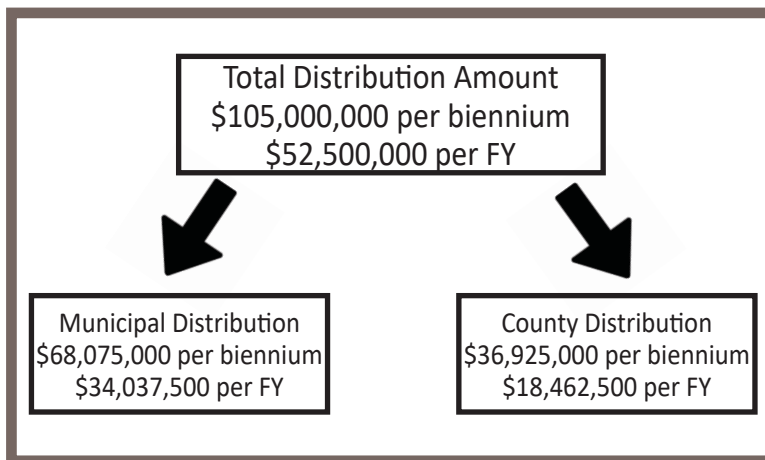 Total Distribution Amount
$105,000,000 per biennium
$52,500,000 per FY
Municipal Distribution
$68,075,000 per biennium
$34,037,500 per FY
County Distribution
$36,925,000 per biennium
$18,462,500 per FY